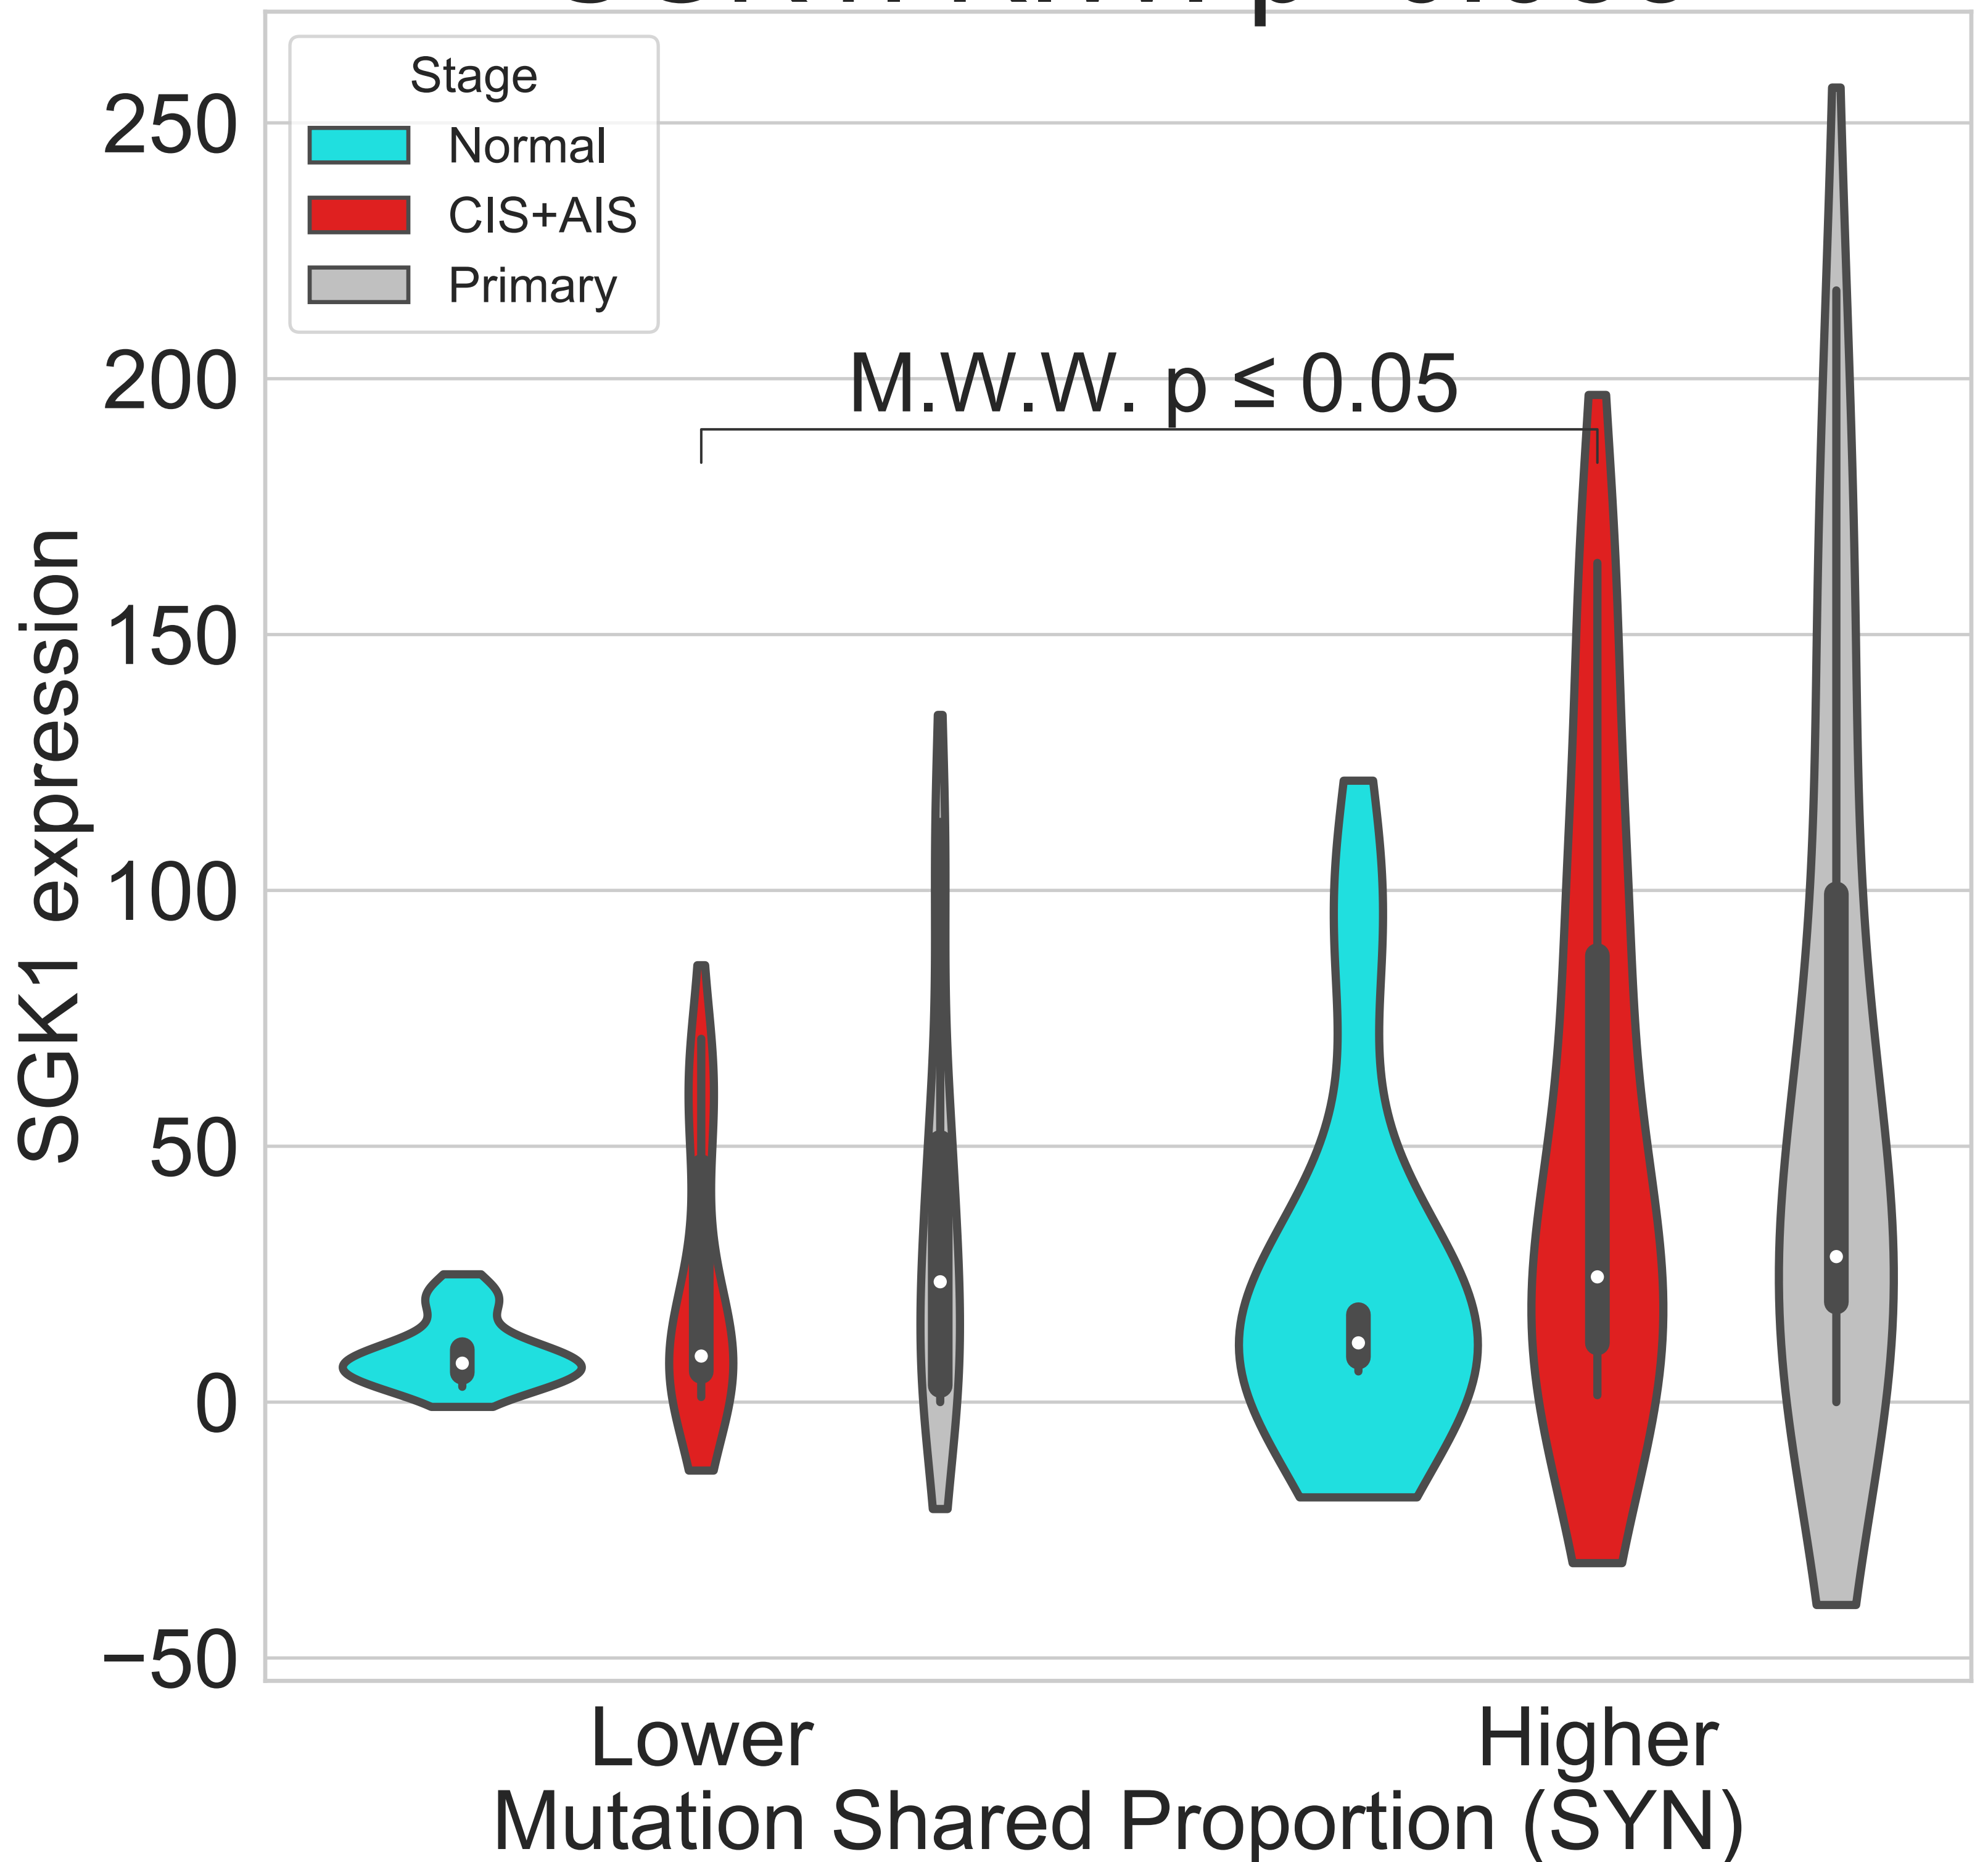 Stage
Normal
CIS+AIS
Primary
M.W.W. p ≤ 0.05
250
200
150
100
50
0
−50
SGK1 expression
Lower
Higher
Mutation Shared Proportion (SYN)